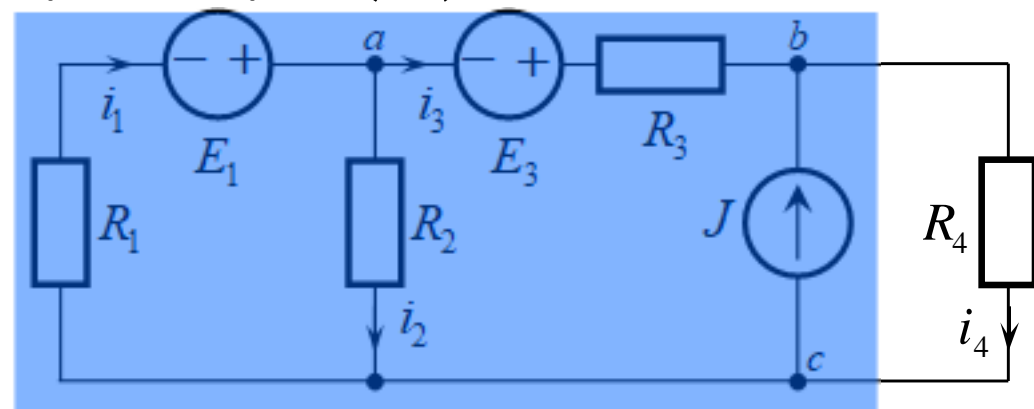 a b
− + − +
i₁ i₃
E₁ E₃ R₃
R₁ R₂ J R₄
i₂ i₄
c